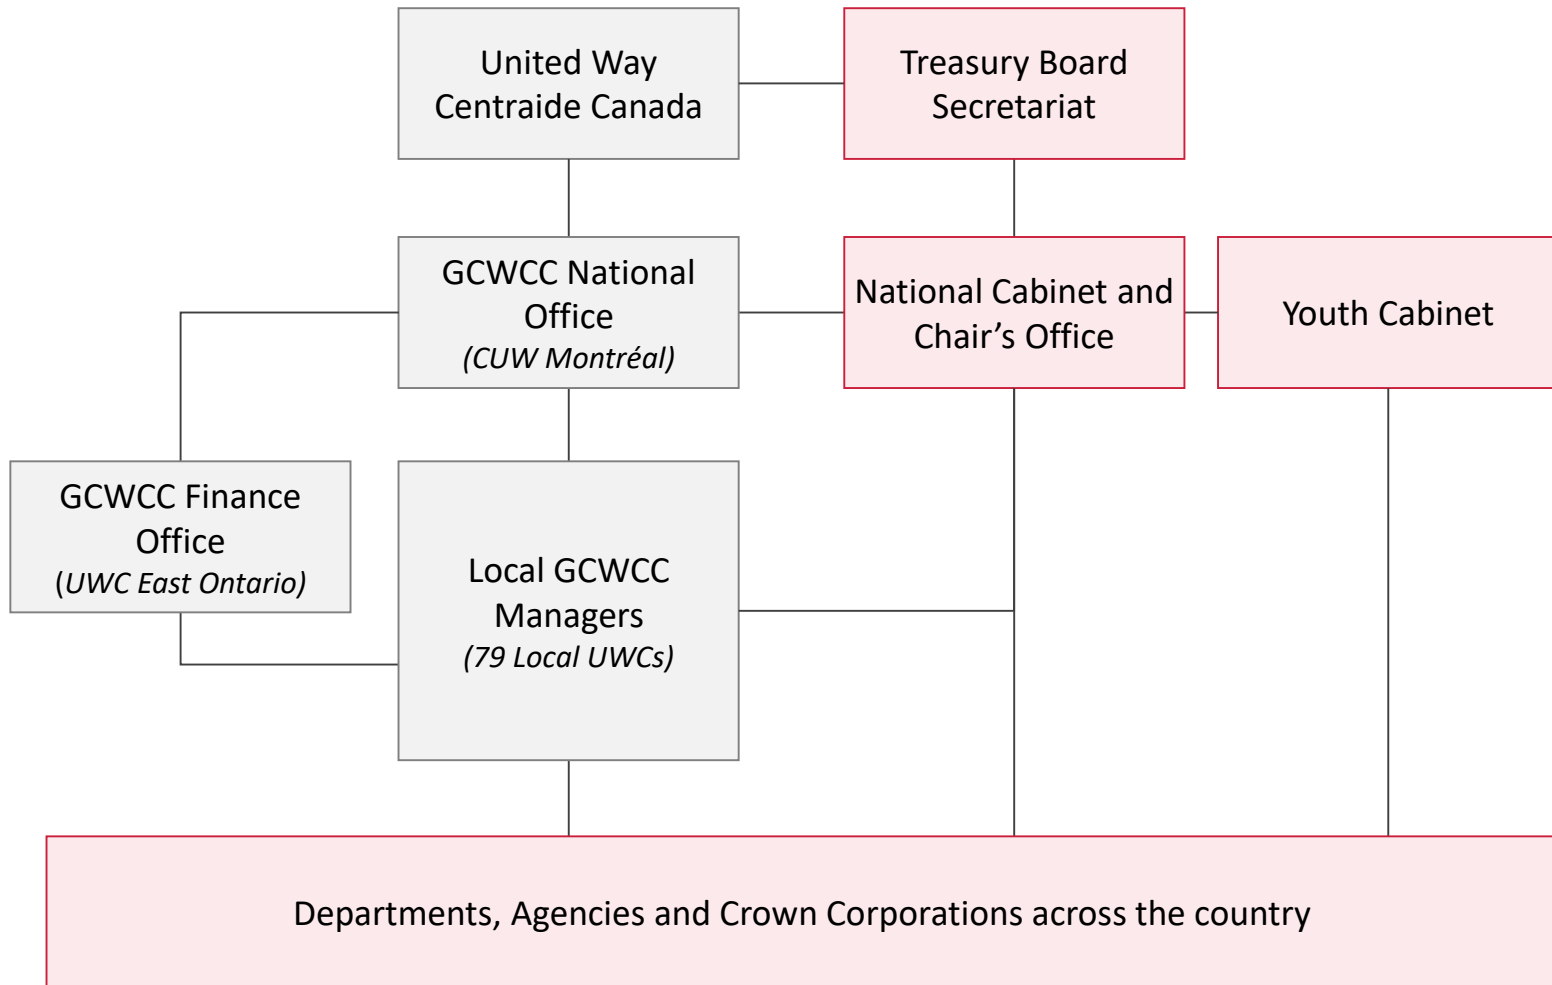 United Way
Centraide Canada
Treasury Board
Secretariat
GCWCC National
Office
(CUW Montréal)
National Cabinet and
Chair’s Office
Youth Cabinet
GCWCC Finance
Office
(UWC East Ontario)
Local GCWCC
Managers
(79 Local UWCs)
Departments, Agencies and Crown Corporations across the country